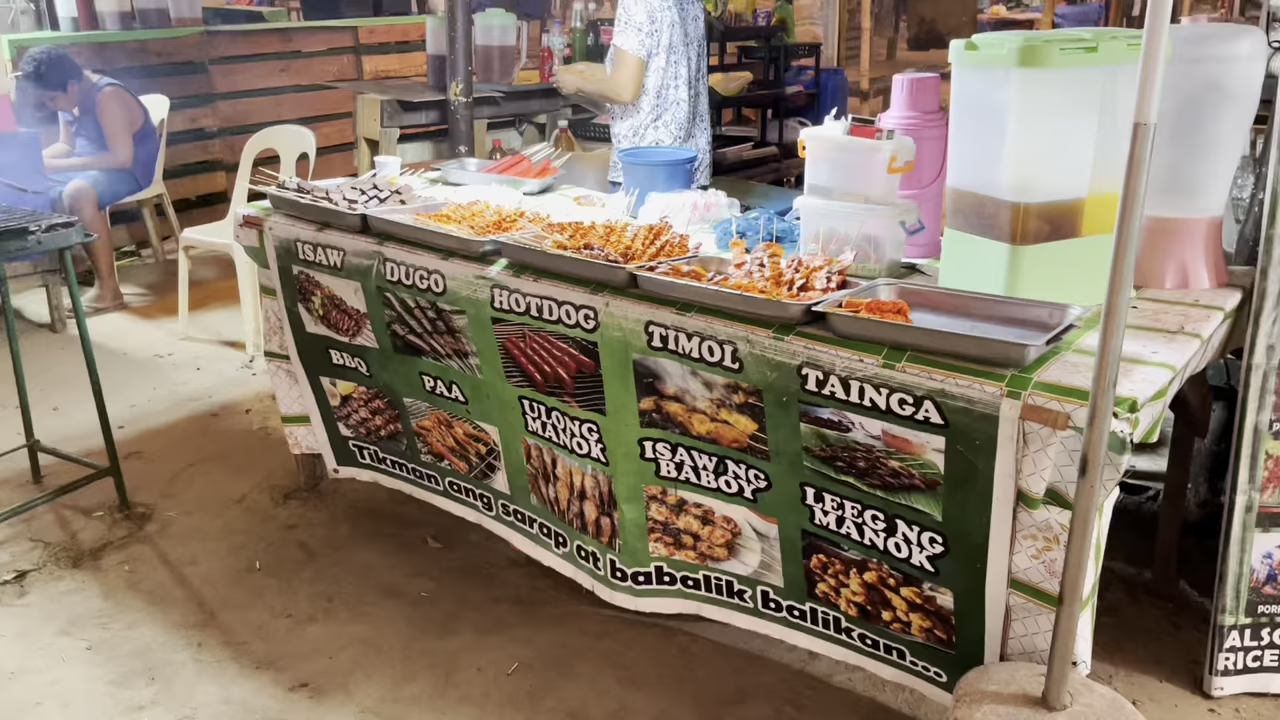 ISAW
DUGO
HOTDOG
TIMOL
TAINGA
BBQ
PAA
ULONG
MANOK
ISAW NG
BABOY
LEEG NG
MANOK
Tikman ang sarap at babalik balikan...
ALSO
RICE